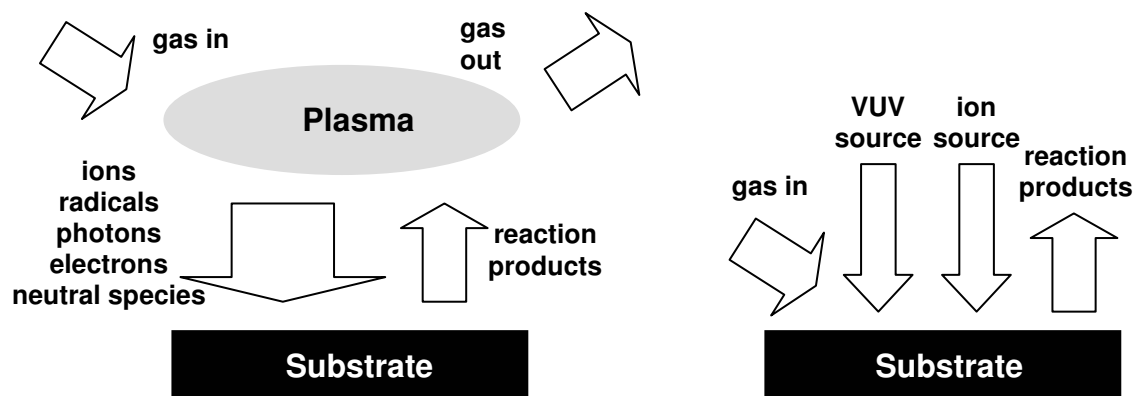 gas in
gas
out
Plasma
ions
radicals
photons
electrons
neutral species
reaction
products
Substrate
VUV
source
ion
source
reaction
products
gas in
Substrate